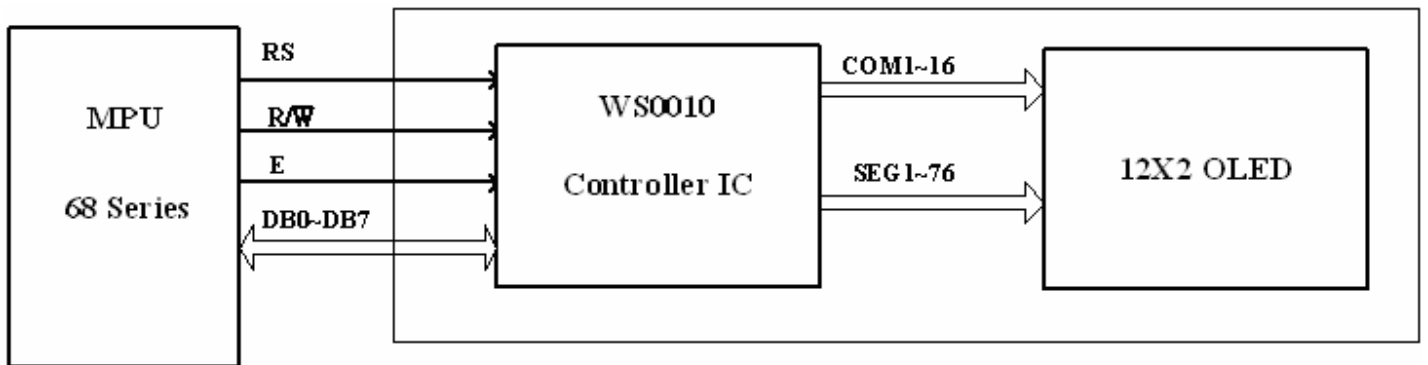 MPU
68 Series
RS
R/W̅
E
DB0~DB7
WS0010
Controller IC
COM1~16
SEG1~76
12X2 OLED